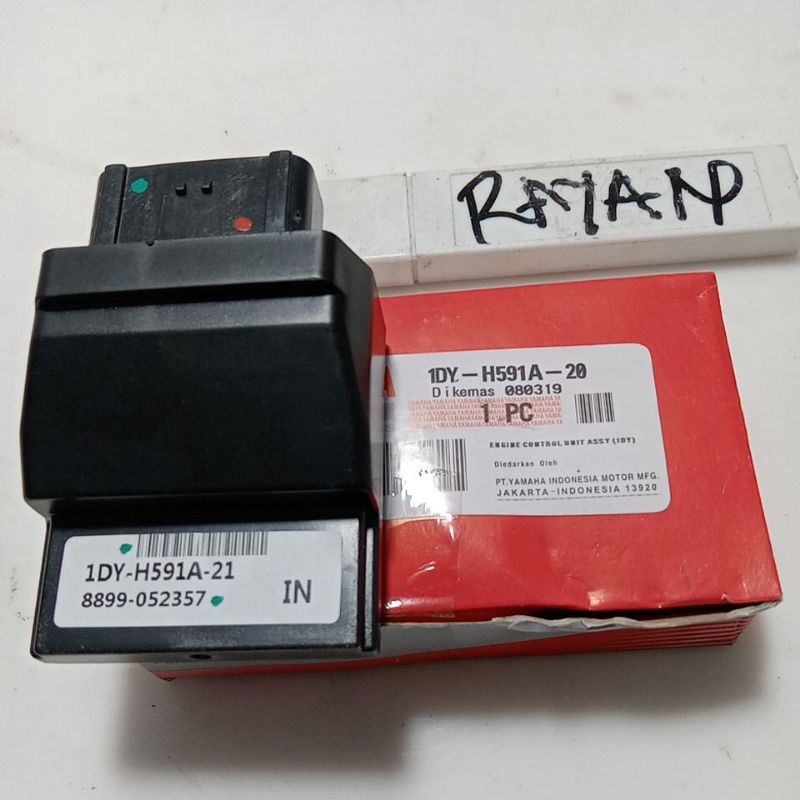 RAYAN
A
1DY-H591A-20
Dikemas 080319
1 PC
ENGINE CONTROL UNIT ASSY (1DY)
Diedarkan Oleh
PT.YAMAHA INDONESIA MOTOR MFG.
JAKARTA-INDONESIA 13920
1DY-H591A-21
8899-052357
IN